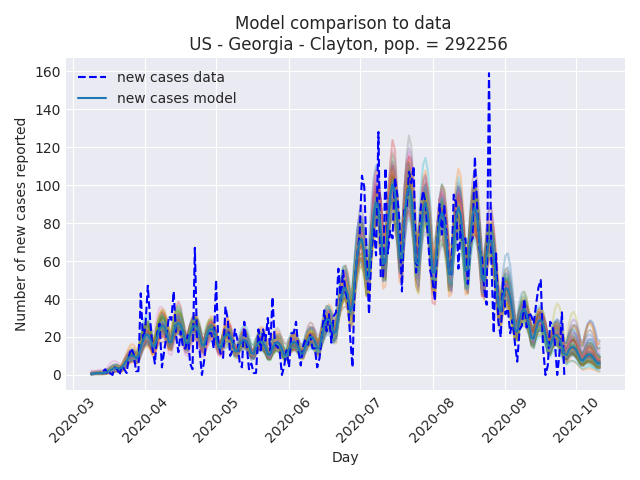 Model comparison to data
US - Georgia - Clayton, pop. = 292256
new cases data
new cases model
Number of new cases reported
160
140
120
100
80
60
40
20
0
2020-03
2020-04
2020-05
2020-06
2020-07
2020-08
2020-09
2020-10
Day